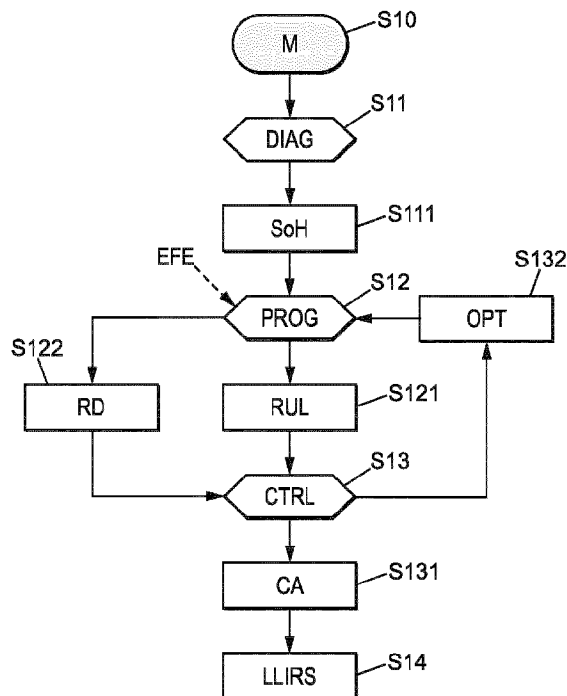 S10
M
S11
DIAG
S111
SoH
EFE
S12
S132
PROG
OPT
S122
RD
RUL
S121
S13
CTRL
CA
S131
LLIRS
S14